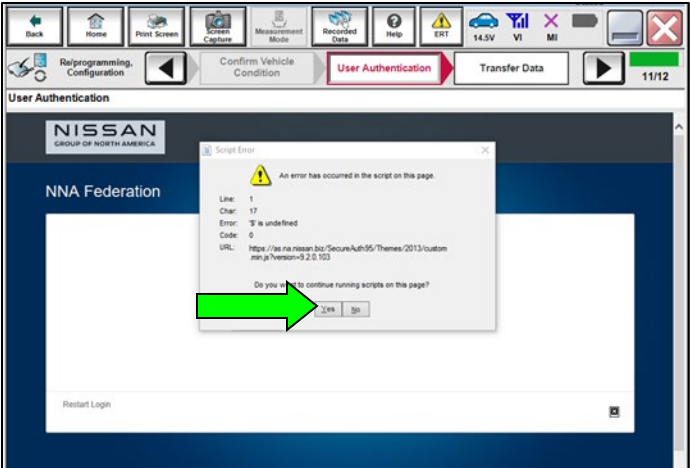 Back
Home
Print Screen
Screen
Capture
Measurement
Mode
Recorded
Data
Help
ERT
14.5V
VI
MI
Re/programming,
Configuration
Confirm Vehicle
Condition
User Authentication
Transfer Data
11/12
User Authentication
NISSAN
GROUP OF NORTH AMERICA
NNA Federation
Script Error
An error has occurred in the script on this page.
Line: 1
Char: 17
Error: '$' is undefined
Code: 0
URL: https://as.na.nissan.biz/SecureAuth95/Themes/2013/custom
.min.js?version=9.2.0.103
Do you want to continue running scripts on this page?
Yes No
Restart Login